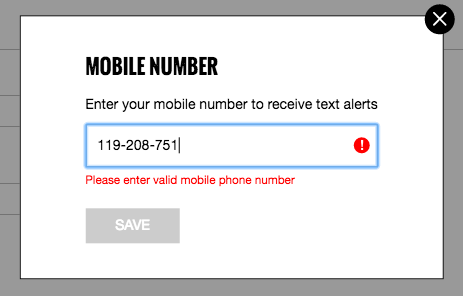 MOBILE NUMBER
Enter your mobile number to receive text alerts
119-208-751
Please enter valid mobile phone number
SAVE